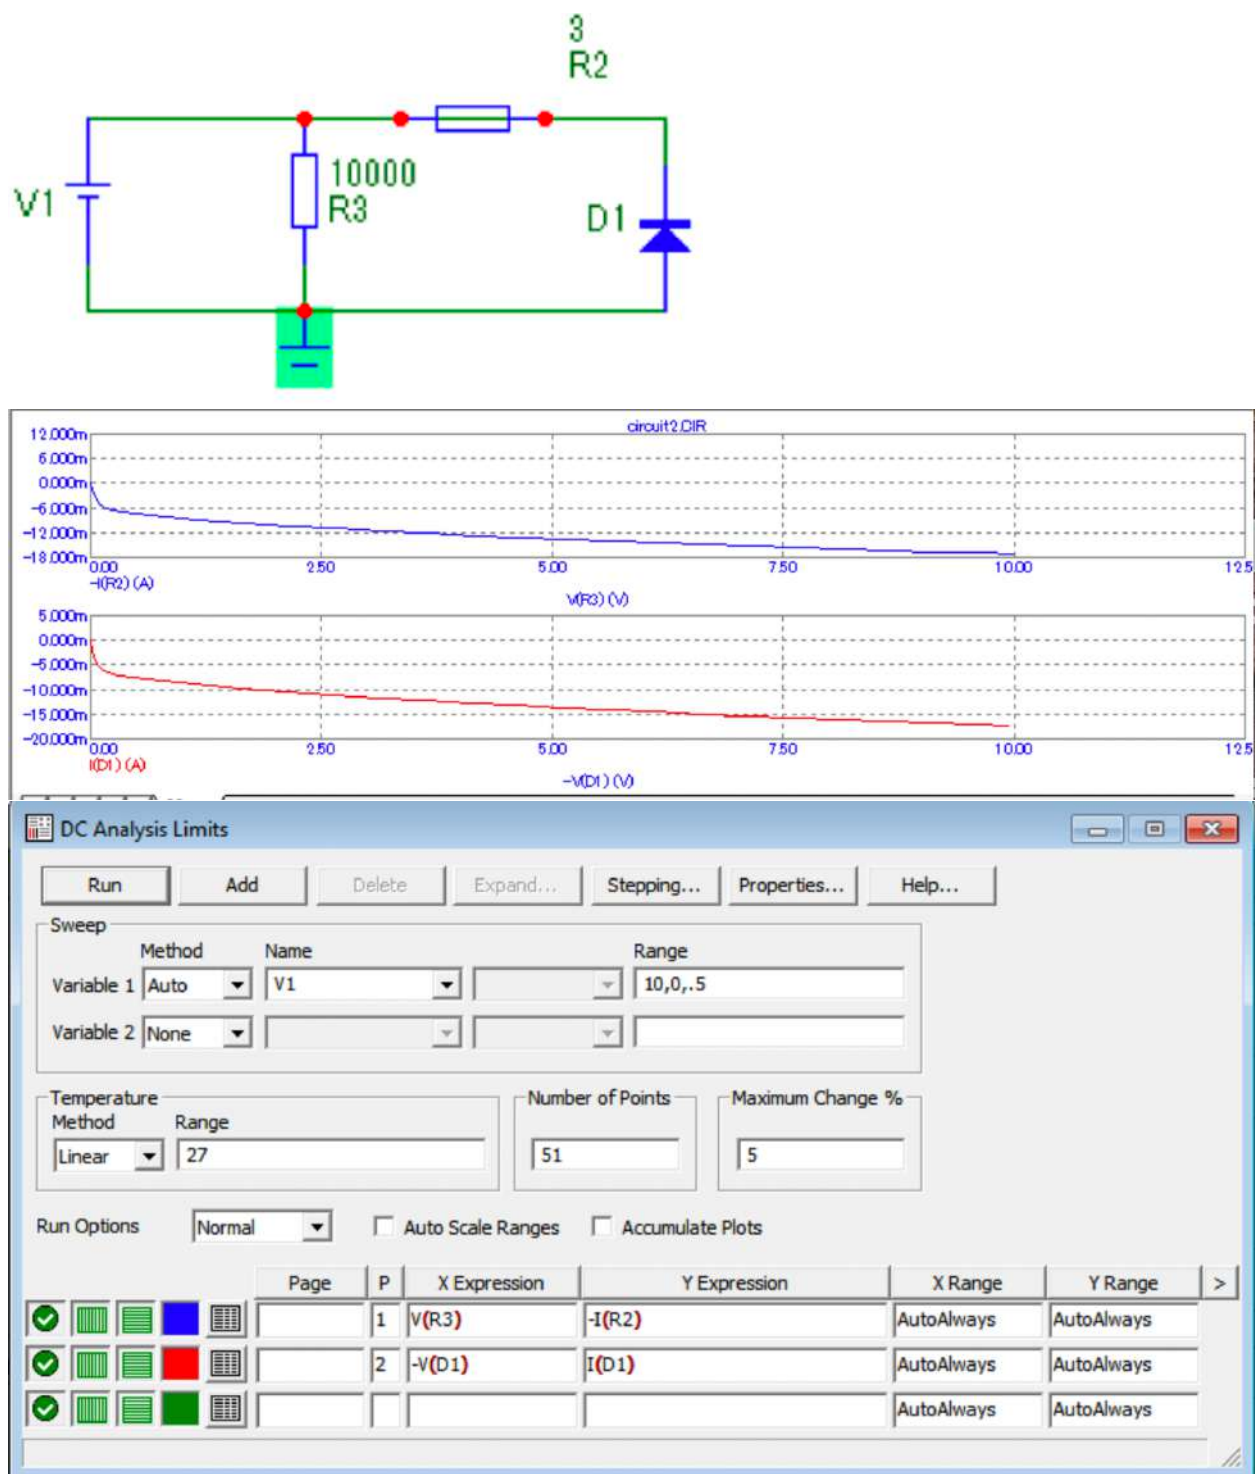 3
R2
V1
10000
R3
D1
circuit2.CIR
12.000m
6.000m
0.000m
-6.000m
-12.000m
-18.000m
0.00 2.50 5.00 7.50 10.00 12.5
-I(R2) (A)
V(R3) (V)
5.000m
0.000m
-5.000m
-10.000m
-15.000m
-20.000m
0.00 2.50 5.00 7.50 10.00 12.5
I(D1) (A)
-V(D1) (V)
DC Analysis Limits
Run Add Delete Expand... Stepping... Properties... Help...
Sweep
Method Name Range
Variable 1 Auto V1 10,0,.5
Variable 2 None
Temperature Number of Points Maximum Change %
Method Range
Linear 27 51 5
Run Options Normal Auto Scale Ranges Accumulate Plots
Page P X Expression Y Expression X Range Y Range >
1 V(R3) -I(R2) AutoAlways AutoAlways
2 -V(D1) I(D1) AutoAlways AutoAlways
AutoAlways AutoAlways